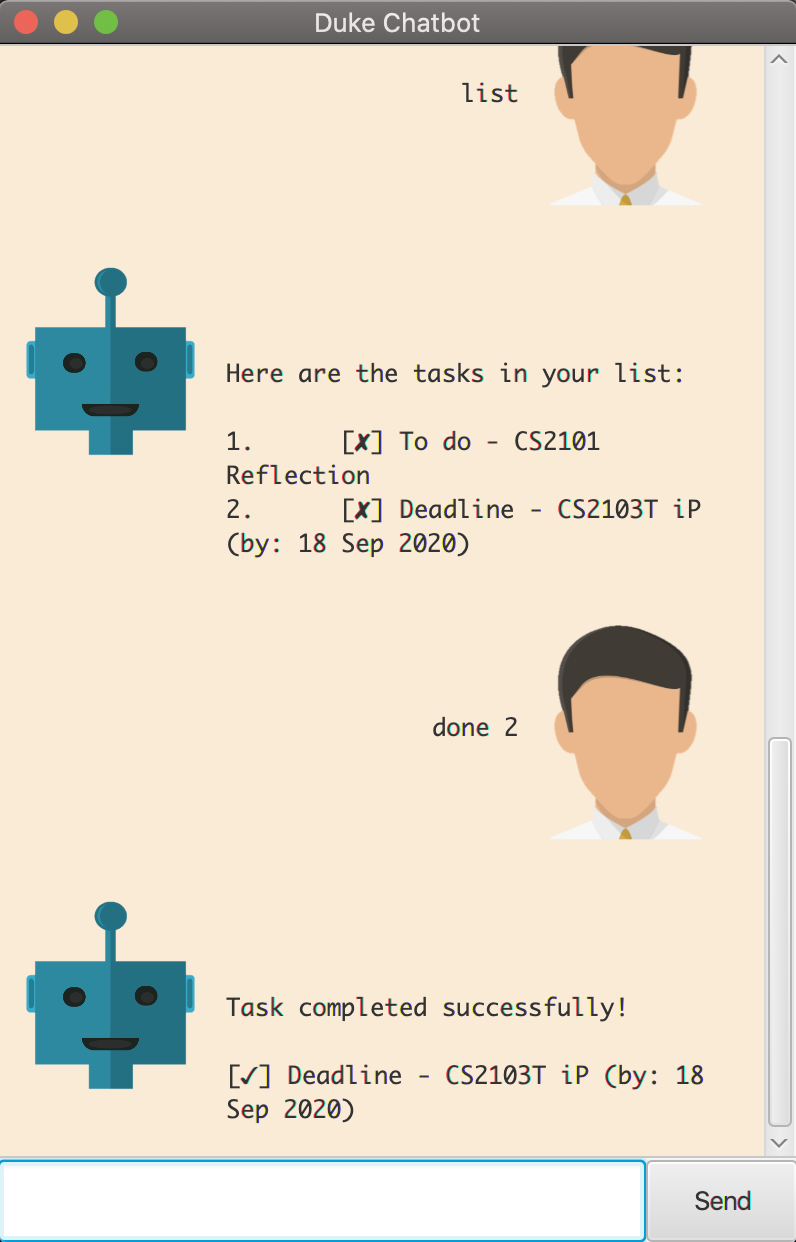 Duke Chatbot
list
Here are the tasks in your list:
1. [✗] To do - CS2101
Reflection
2. [✗] Deadline - CS2103T iP
(by: 18 Sep 2020)
done 2
Task completed successfully!
[✓] Deadline - CS2103T iP (by: 18
Sep 2020)
Send